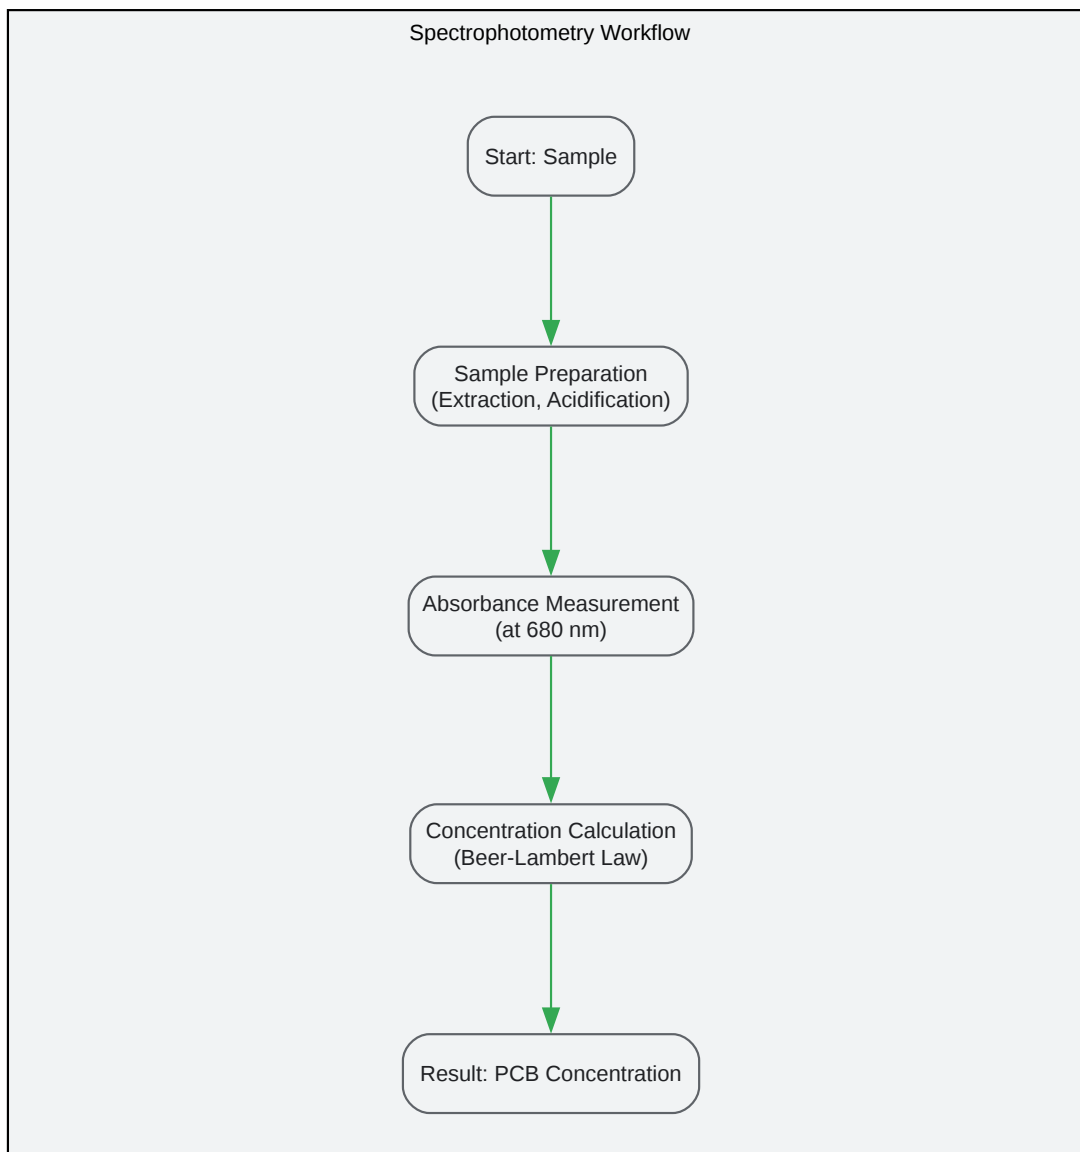 Spectrophotometry Workflow
Start: Sample
Sample Preparation
(Extraction, Acidification)
Absorbance Measurement
(at 680 nm)
Concentration Calculation
(Beer-Lambert Law)
Result: PCB Concentration